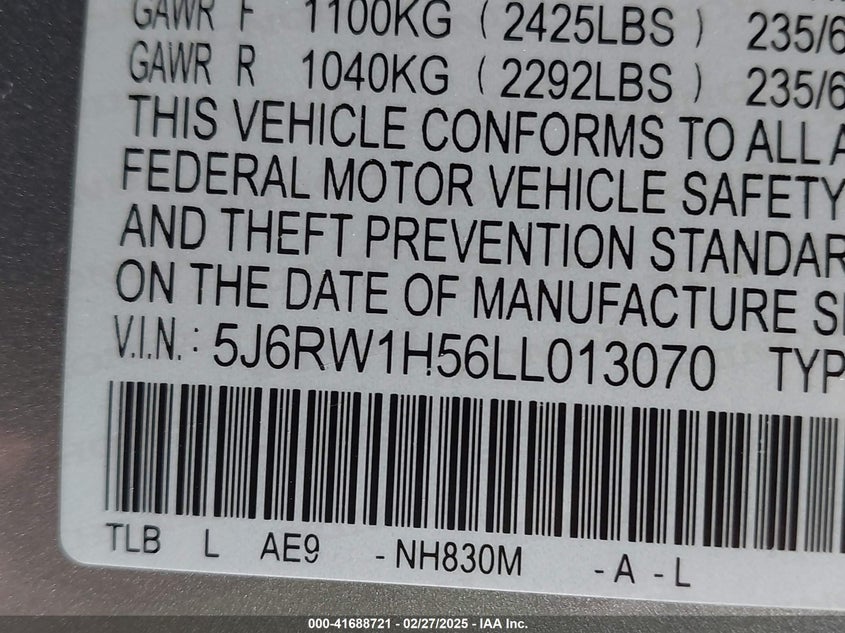 GAWR F 1100KG ( 2425LBS ) 235/6
GAWR R 1040KG ( 2292LBS ) 235/6
THIS VEHICLE CONFORMS TO ALL A
FEDERAL MOTOR VEHICLE SAFETY
AND THEFT PREVENTION STANDAR
ON THE DATE OF MANUFACTURE S
V.I.N. : 5J6RW1H56LL013070 TYP
TLB L AE9 - NH830M - A - L
000-41688721 - 02/27/2025 - IAA Inc.